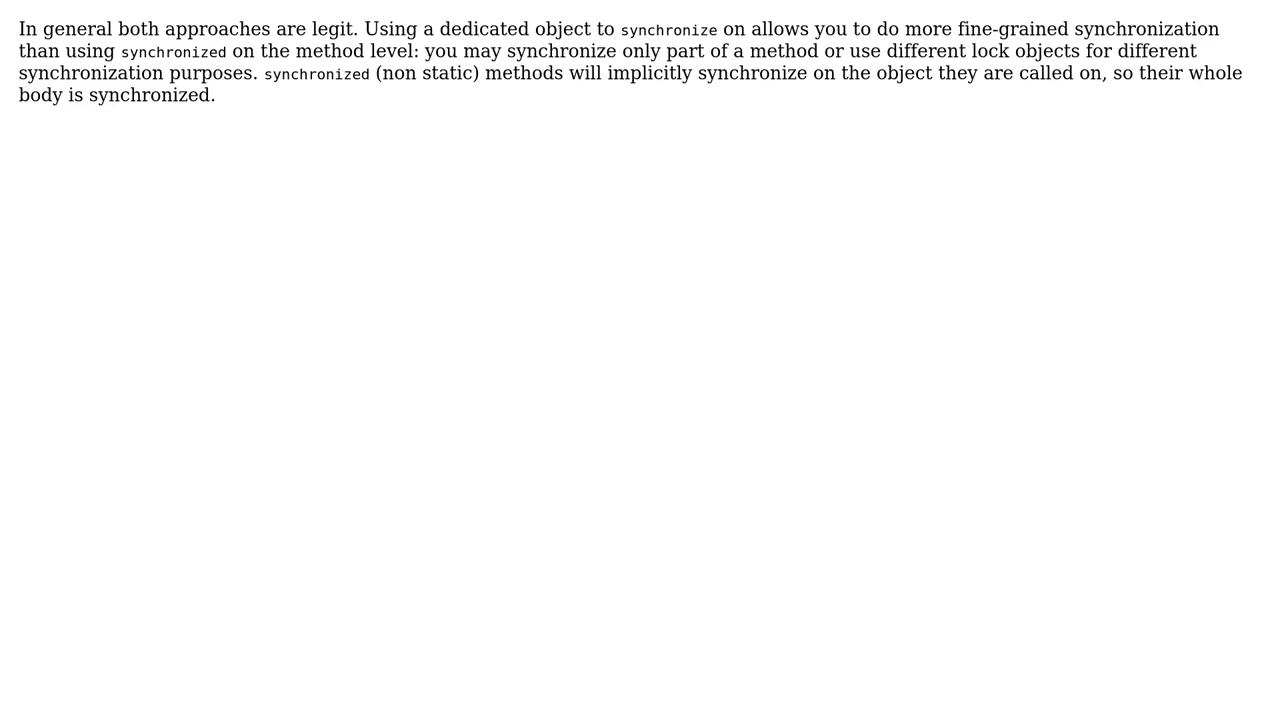 In general both approaches are legit. Using a dedicated object to synchronize on allows you to do more fine-grained synchronization
than using synchronized on the method level: you may synchronize only part of a method or use different lock objects for different
synchronization purposes. synchronized (non static) methods will implicitly synchronize on the object they are called on, so their whole
body is synchronized.